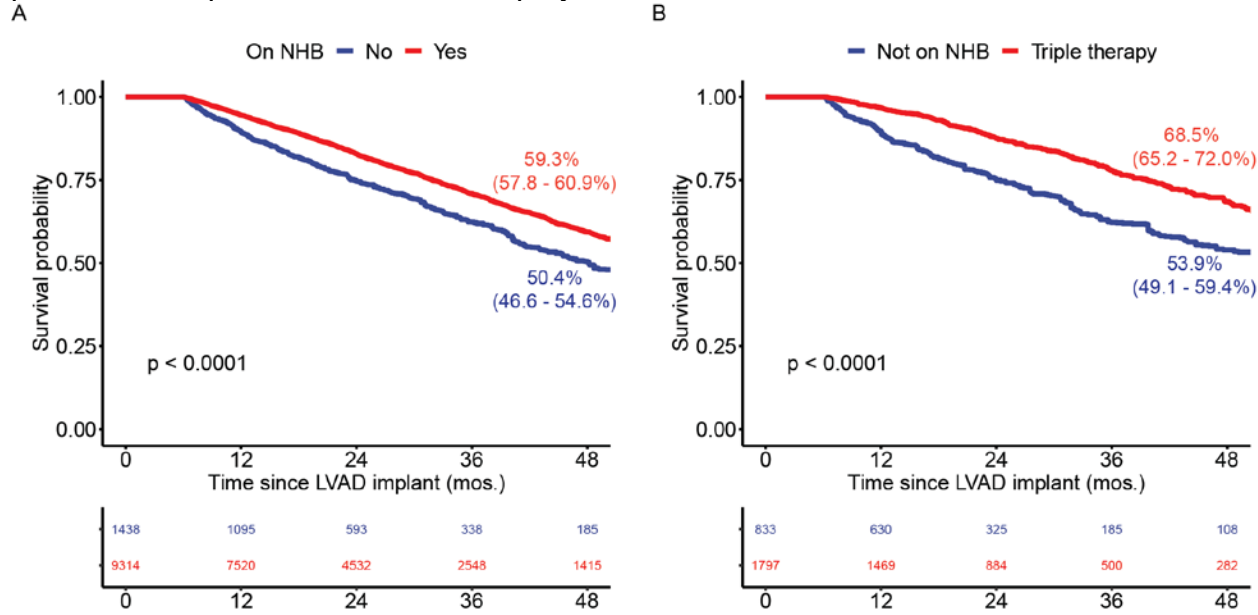 A
On NHB No Yes
Survival probability
1.00
0.75
0.50
0.25
0.00
59.3%
(57.8 - 60.9%)
50.4%
(46.6 - 54.6%)
p < 0.0001
0 12 24 36 48
Time since LVAD implant (mos.)
1438 1095 593 338 185
9314 7520 4532 2548 1415
0 12 24 36 48
B
Not on NHB Triple therapy
Survival probability
1.00
0.75
0.50
0.25
0.00
68.5%
(65.2 - 72.0%)
53.9%
(49.1 - 59.4%)
p < 0.0001
0 12 24 36 48
Time since LVAD implant (mos.)
833 630 325 185 108
1797 1469 884 500 282
0 12 24 36 48